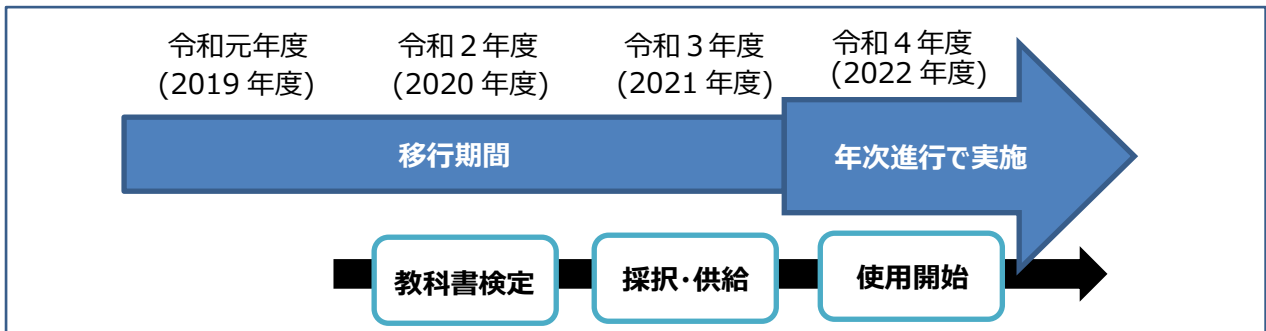 令和元年度 令和２年度 令和３年度 令和４年度
(2019 年度) (2020 年度) (2021 年度) (2022 年度)
移行期間 年次進行で実施
教科書検定 採択・供給 使用開始